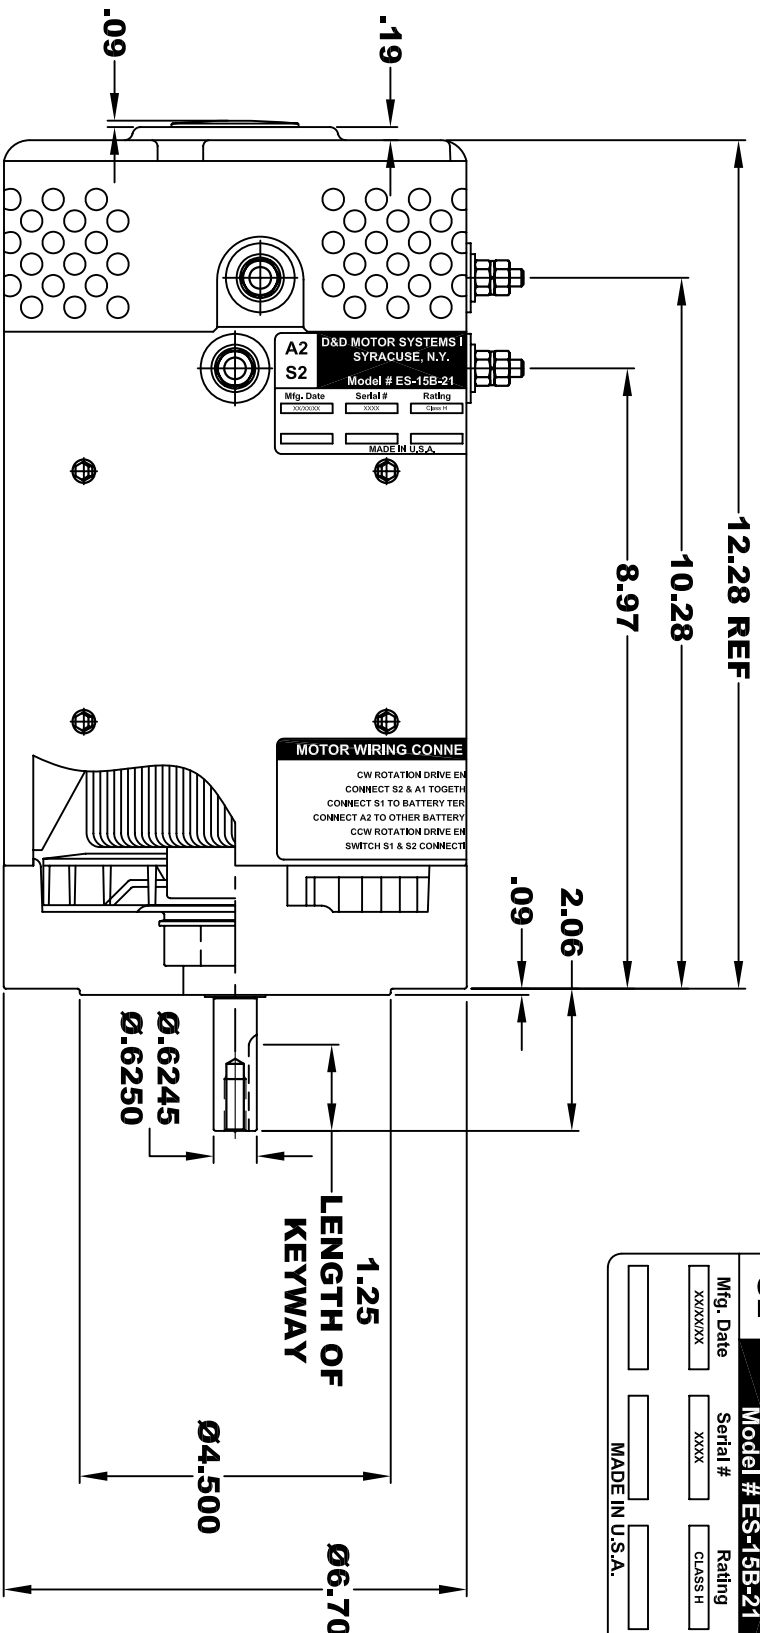 .09
.19
12.28 REF
10.28
8.97
A2
S2
D&D MOTOR SYSTEMS I
SYRACUSE, N.Y.
Model # ES-15B-21
Mfg. Date Serial # Rating
XX/XX/XX XXXX Class H
MADE IN U.S.A.
MOTOR WIRING CONNE
CW ROTATION DRIVE EN
CONNECT S2 & A1 TOGETH
CONNECT S1 TO BATTERY TER
CONNECT A2 TO OTHER BATTERY
CCW ROTATION DRIVE EN
SWITCH S1 & S2 CONNECTI
.09
2.06
Ø.6245
Ø.6250
1.25
LENGTH OF
KEYWAY
Ø4.500
Ø6.70
Model # ES-15B-21
Mfg. Date Serial # Rating
XX/XX/XX XXXX CLASS H
MADE IN U.S.A.